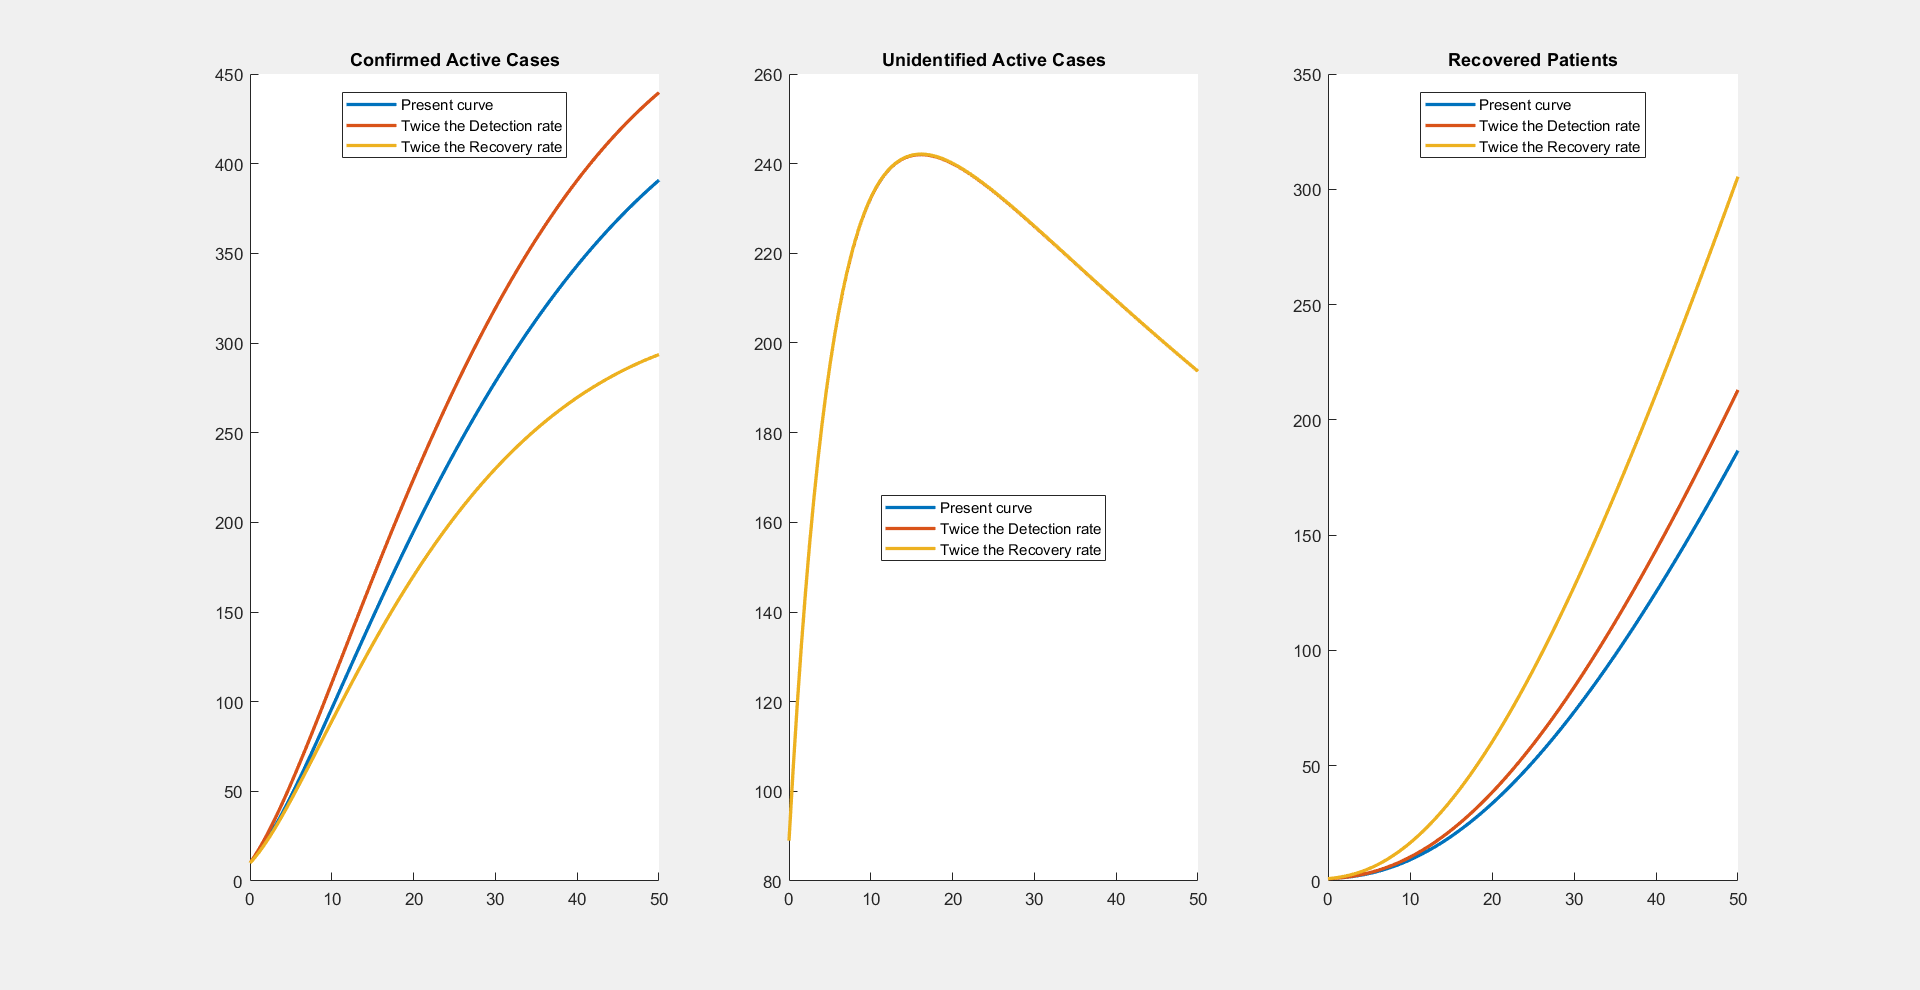 Confirmed Active Cases
450
400
350
300
250
200
150
100
50
0
0 10 20 30 40 50
Present curve
Twice the Detection rate
Twice the Recovery rate
Unidentified Active Cases
260
240
220
200
180
160
140
120
100
80
0 10 20 30 40 50
Present curve
Twice the Detection rate
Twice the Recovery rate
Recovered Patients
350
300
250
200
150
100
50
0
0 10 20 30 40 50
Present curve
Twice the Detection rate
Twice the Recovery rate